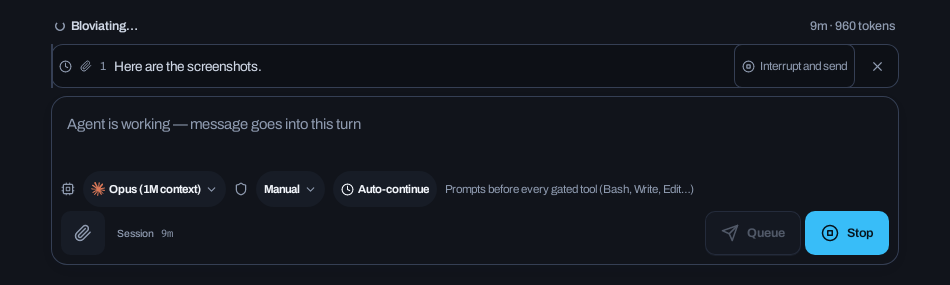 Bloviating... 9m · 960 tokens
1 Here are the screenshots. Interrupt and send
Agent is working — message goes into this turn
Opus (1M context) Manual Auto-continue Prompts before every gated tool (Bash, Write, Edit...)
Session 9m Queue Stop